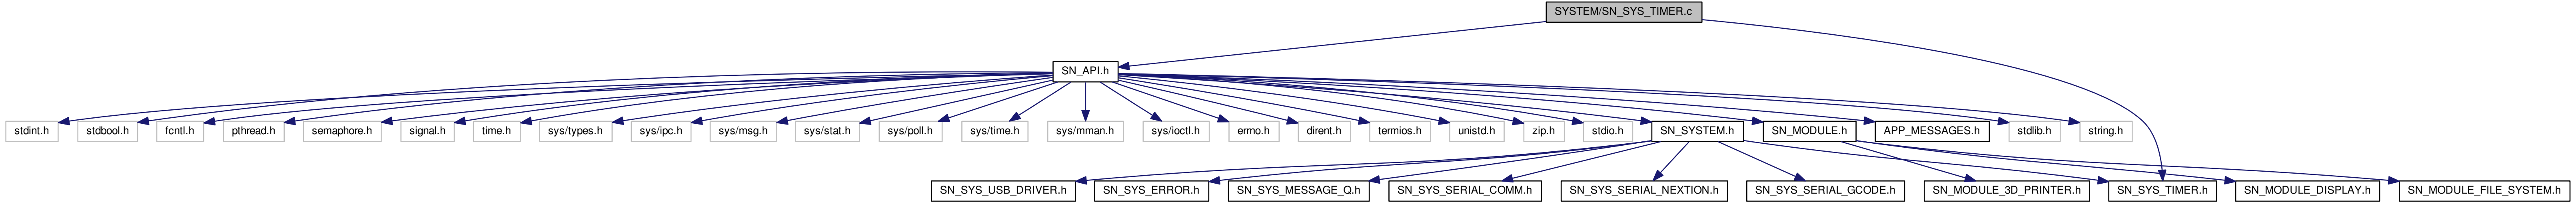 SYSTEM/SN_SYS_TIMER.c
SN_API.h
stdint.h
stdbool.h
fcntl.h
pthread.h
semaphore.h
signal.h
time.h
sys/types.h
sys/ipc.h
sys/msg.h
sys/stat.h
sys/poll.h
sys/time.h
sys/mman.h
sys/ioctl.h
errno.h
dirent.h
termios.h
unistd.h
zip.h
stdio.h
SN_SYSTEM.h
SN_MODULE.h
APP_MESSAGES.h
stdlib.h
string.h
SN_SYS_USB_DRIVER.h
SN_SYS_ERROR.h
SN_SYS_MESSAGE_Q.h
SN_SYS_SERIAL_COMM.h
SN_SYS_SERIAL_NEXTION.h
SN_SYS_SERIAL_GCODE.h
SN_MODULE_3D_PRINTER.h
SN_SYS_TIMER.h
SN_MODULE_DISPLAY.h
SN_MODULE_FILE_SYSTEM.h